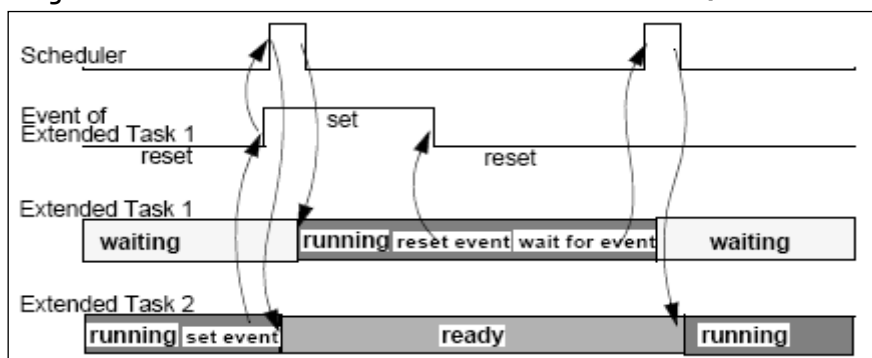 Scheduler
Event of
Extended Task 1
set
reset
reset
Extended Task 1
waiting
running reset event wait for event
waiting
Extended Task 2
running set event
ready
running